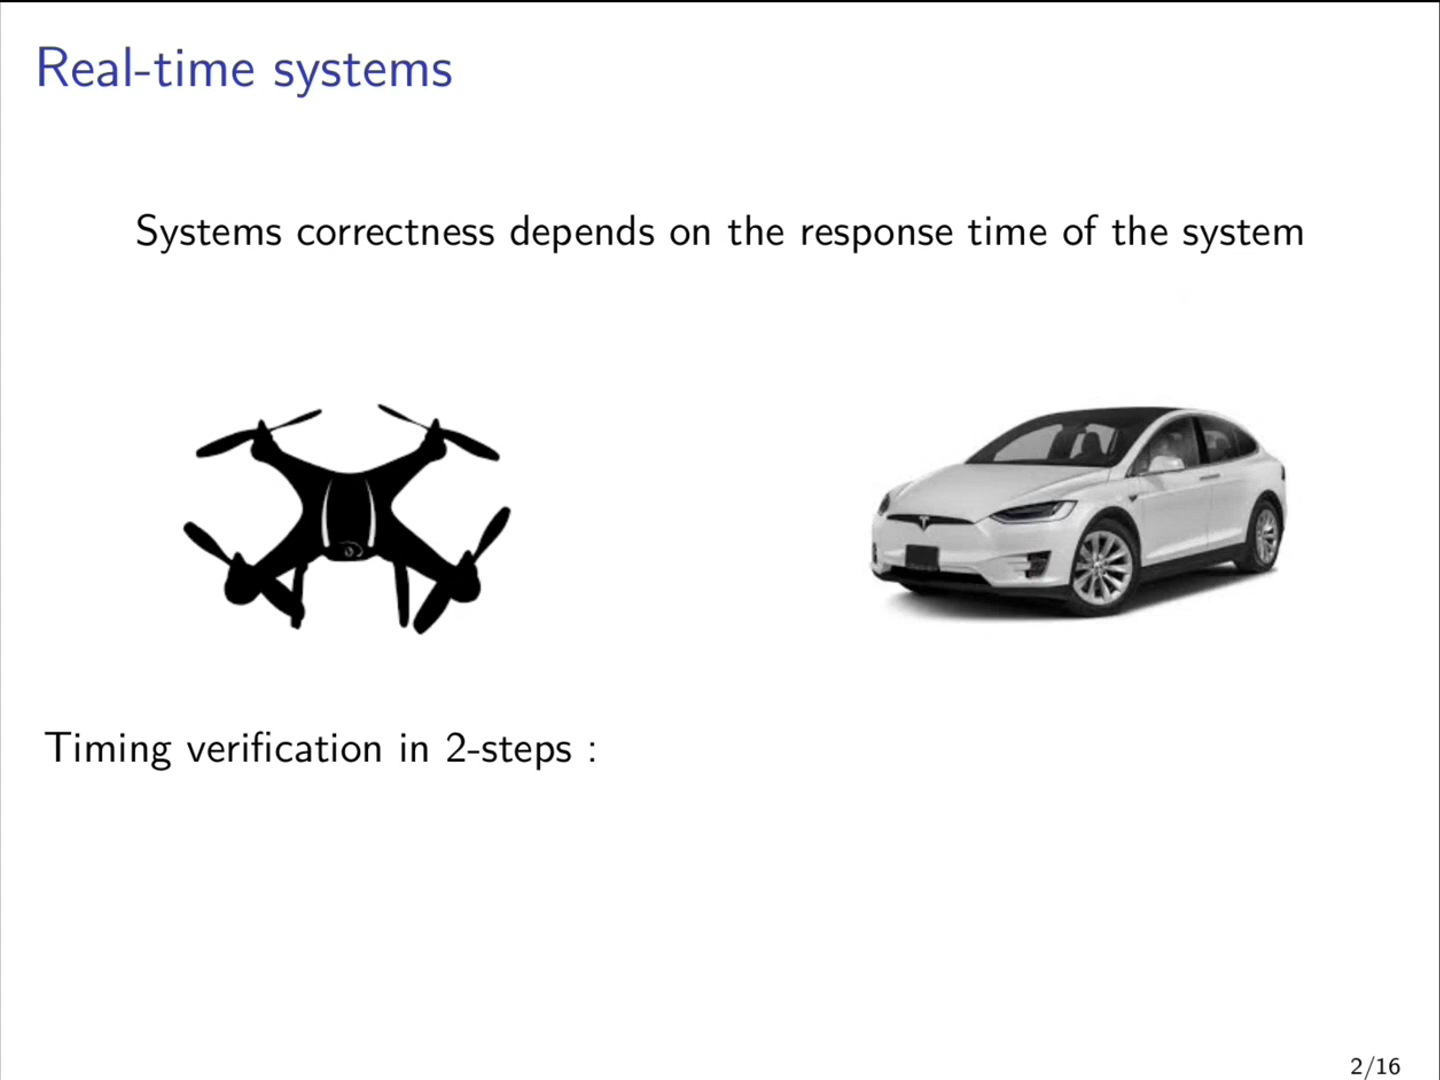 Real-time systems
Systems correctness depends on the response time of the system
Timing verification in 2-steps :
2/16